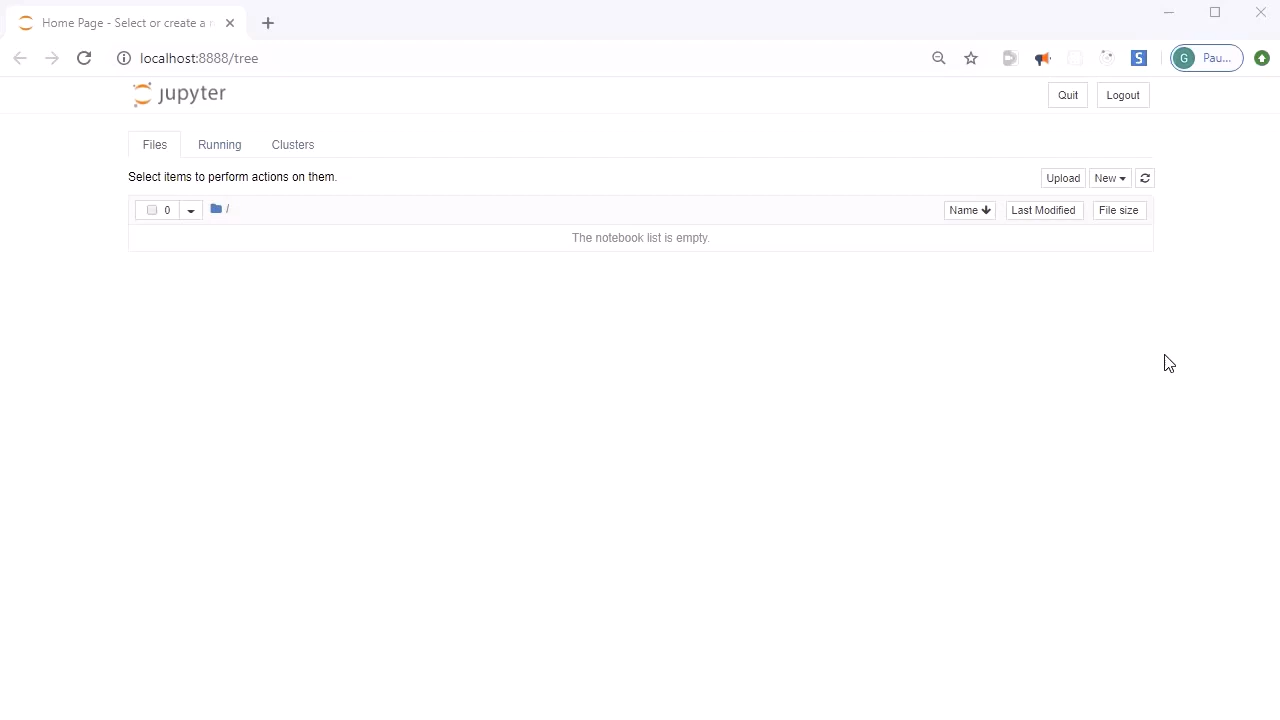 Home Page - Select or create a
localhost:8888/tree
S
G Pau...
jupyter
Quit Logout
Files Running Clusters
Select items to perform actions on them.
Upload New
0 /
Name Last Modified File size
The notebook list is empty.